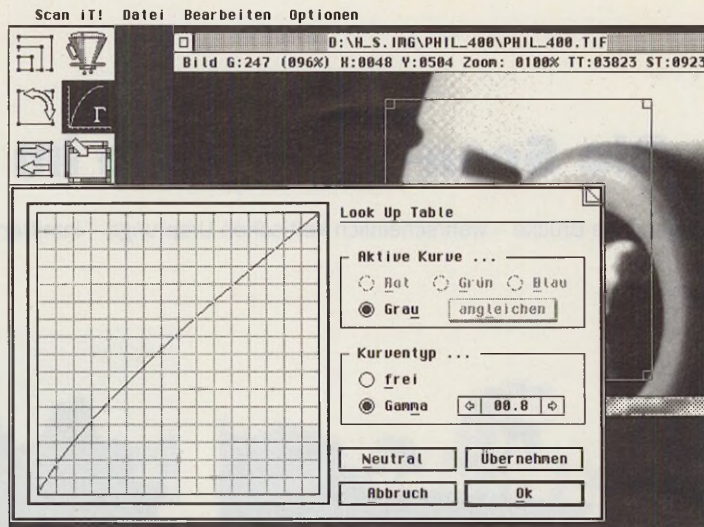 Scan iT! Datei Bearbeiten Optionen
D:\H_S.IMG\PHIL_400\PHIL_400.TIF
Bild G:247 (096%) X:0048 Y:0504 Zoom: 0100% TT:03823 ST:0923
Γ
Look Up Table
Aktive Kurve ...
Rot Grün Blau
Grau angleichen
Kurventyp ...
frei
Gamma 00.8
Neutral Übernehmen
Abbruch Ok